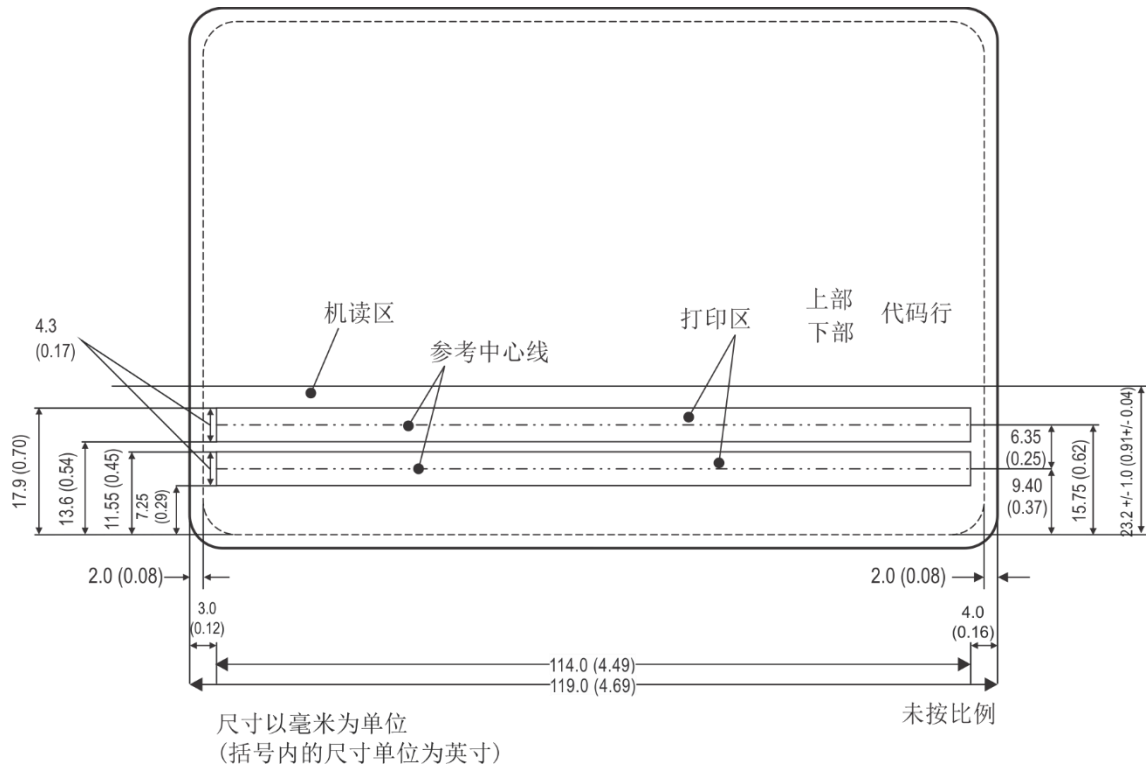 上部
下部
代码行
机读区
打印区
参考中心线
4.3
(0.17)
17.9 (0.70)
13.6 (0.54)
11.55 (0.45)
7.25
(0.29)
6.35
(0.25)
9.40
(0.37)
15.75 (0.62)
23.2 +/- 1.0 (0.91+/- 0.04)
2.0 (0.08)
2.0 (0.08)
3.0
(0.12)
4.0
(0.16)
114.0 (4.49)
119.0 (4.69)
尺寸以毫米为单位
(括号内的尺寸单位为英寸)
未按比例